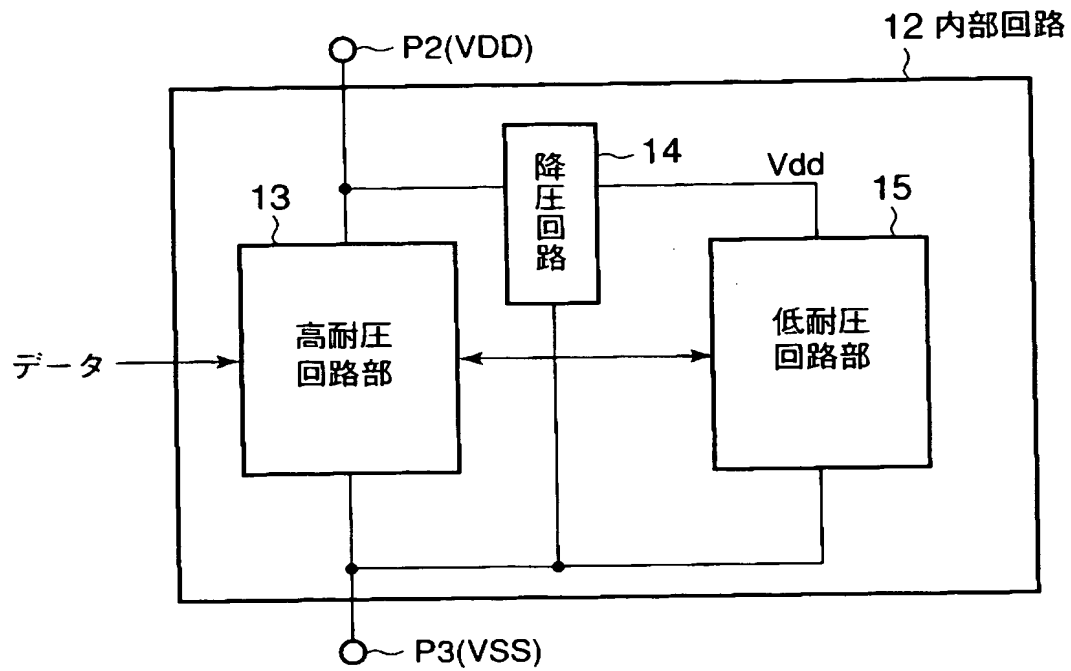 12 内部回路
P2(VDD)
降圧回路
14
Vdd
13
15
高耐圧
回路部
低耐圧
回路部
データ
P3(VSS)